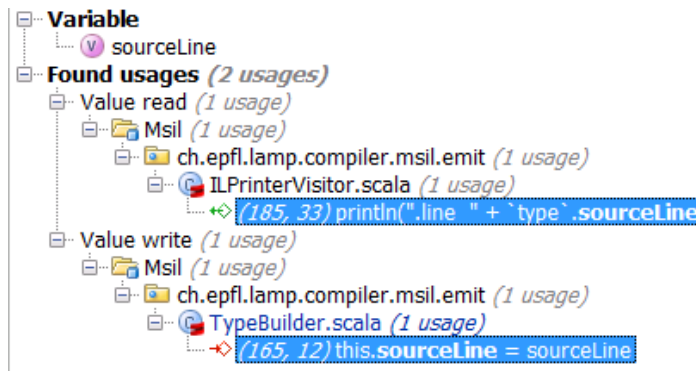 Variable
V sourceLine
Found usages (2 usages)
Value read (1 usage)
Msil (1 usage)
ch.epfl.lamp.compiler.msil.emit (1 usage)
ILPrinterVisitor.scala (1 usage)
(185, 33) println(".line  " + `type`.sourceLine
Value write (1 usage)
Msil (1 usage)
ch.epfl.lamp.compiler.msil.emit (1 usage)
TypeBuilder.scala (1 usage)
(165, 12) this.sourceLine = sourceLine